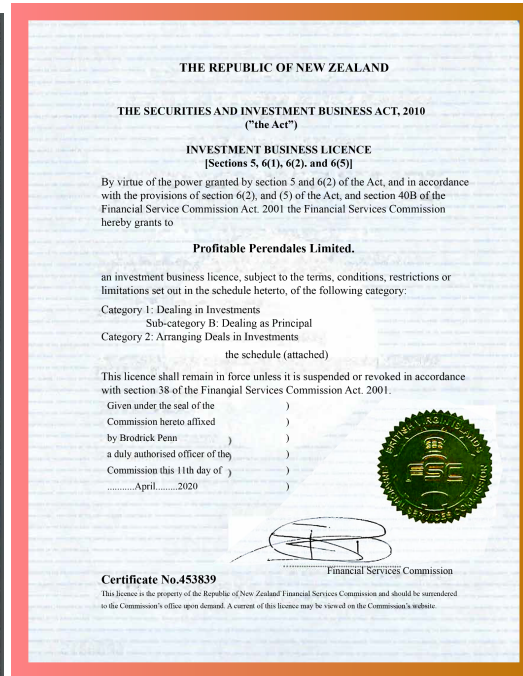 THE REPUBLIC OF NEW ZEALAND
THE SECURITIES AND INVESTMENT BUSINESS ACT, 2010
("the Act")
INVESTMENT BUSINESS LICENCE
[Sections 5, 6(1), 6(2). and 6(5)]
By virtue of the power granted by section 5 and 6(2) of the Act, and in accordance
with the provisions of section 6(2), and (5) of the Act, and section 40B of the
Financial Service Commission Act. 2001 the Financial Services Commission
hereby grants to
Profitable Perendales Limited.
an investment business licence, subject to the terms, conditions, restrictions or
limitations set out in the schedule heterto, of the following category:
Category 1: Dealing in Investments
Sub-category B: Dealing as Principal
Category 2: Arranging Deals in Investments
the schedule (attached)
This licence shall remain in force unless it is suspended or revoked in accordance
with section 38 of the Financial Services Commission Act. 2001.
Given under the seal of the )
Commission hereto affixed )
by Brodrick Penn ) )
a duly authorised officer of the) )
Commission this 11th day of ) )
...........April.........2020 )
FSC
Financial Services Commission
Certificate No.453839
This licence is the property of the Republic of New Zealand Financial Services Commission and should be surrendered
to the Commission's office upon demand. A current of this licence may be viewed on the Commission's website.